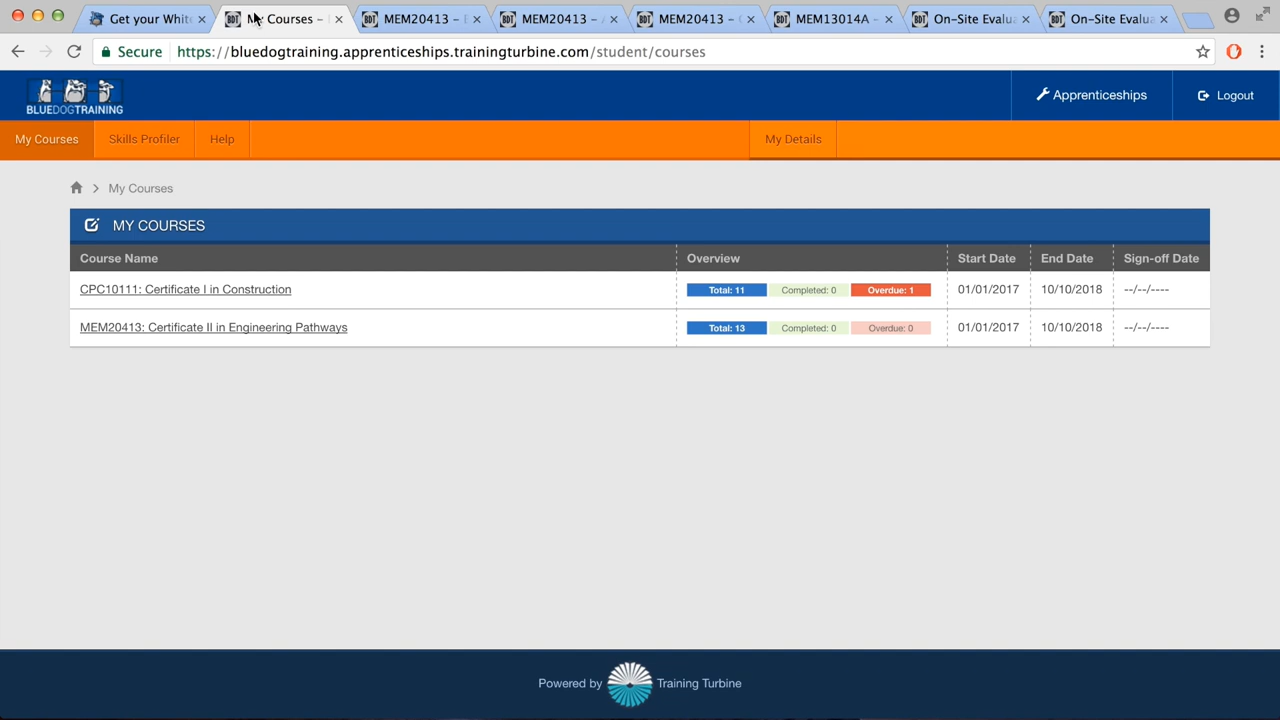 Get your White
My Courses –
MEM20413 – E
MEM20413 – A
MEM20413 –
MEM13014A –
On-Site Evalua
On-Site Evalua
Secure https://bluedogtraining.apprenticeships.trainingturbine.com/student/courses
BLUEDOGTRAINING
Apprenticeships
Logout
My Courses
Skills Profiler
Help
My Details
My Courses
MY COURSES
Course Name Overview Start Date End Date Sign-off Date
CPC10111: Certificate I in Construction Total: 11 Completed: 0 Overdue: 1 01/01/2017 10/10/2018 --/--/----
MEM20413: Certificate II in Engineering Pathways Total: 13 Completed: 0 Overdue: 0 01/01/2017 10/10/2018 --/--/----
Powered by Training Turbine